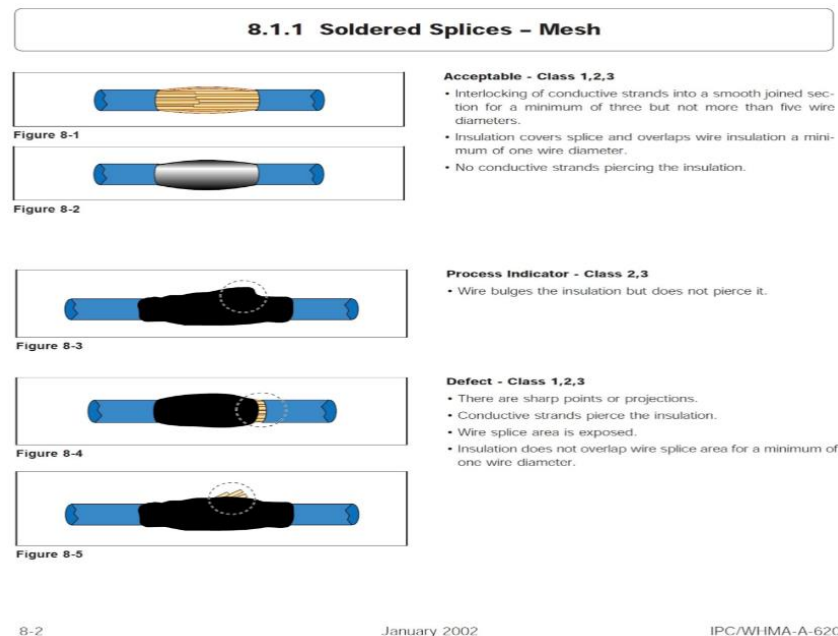 8.1.1 Soldered Splices – Mesh
Figure 8-1
Figure 8-2
Acceptable - Class 1,2,3
• Interlocking of conductive strands into a smooth joined sec-
tion for a minimum of three but not more than five wire
diameters.
• Insulation covers splice and overlaps wire insulation a mini-
mum of one wire diameter.
• No conductive strands piercing the insulation.
Figure 8-3
Process Indicator - Class 2,3
• Wire bulges the insulation but does not pierce it.
Figure 8-4
Figure 8-5
Defect - Class 1,2,3
• There are sharp points or projections.
• Conductive strands pierce the insulation.
• Wire splice area is exposed.
• Insulation does not overlap wire splice area for a minimum of
one wire diameter.
8-2
January 2002
IPC/WHMA-A-620